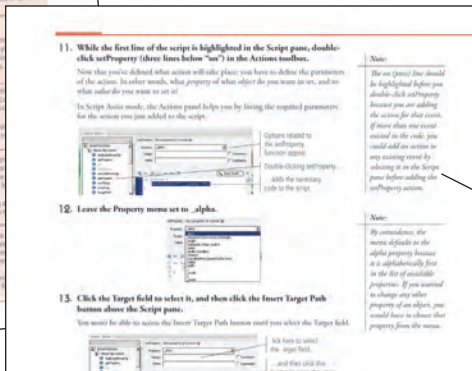 11. While the first line of the script is highlighted in the Script pane, double-
click setProperty (three lines below "on") in the Actions toolbox.
Now that you've defined what action will take place, you have to define the parameters
of the action. In other words, what property of what object do you want to set, and to
what value do you want to set it?
In Script Assist mode, the Actions panel helps you by listing the required parameters
for the action you just added to the script.
Options related to
the setProperty
function appear.
Double-clicking setProperty...
...adds the necessary
code to the script.
12. Leave the Property menu set to _alpha.
13. Click the Target field to select it, and then click the Insert Target Path
button above the Script pane.
You won't be able to access the Insert Target Path button until you select the Target field.
Click here to select
the Target field...
...and then click this
Note:
The on (press) line should
be highlighted before you
double-click setProperty
because you are adding
the action for that event.
If more than one event
existed in the code, you
could add an action to
any existing event by
selecting it in the Script
pane before adding the
setProperty action.
Note:
By coincidence, the
menu defaults to the
alpha property because
it is alphabetically first
in the list of available
properties. If you wanted
to change any other
property of an object, you
would have to choose that
property from the menu.